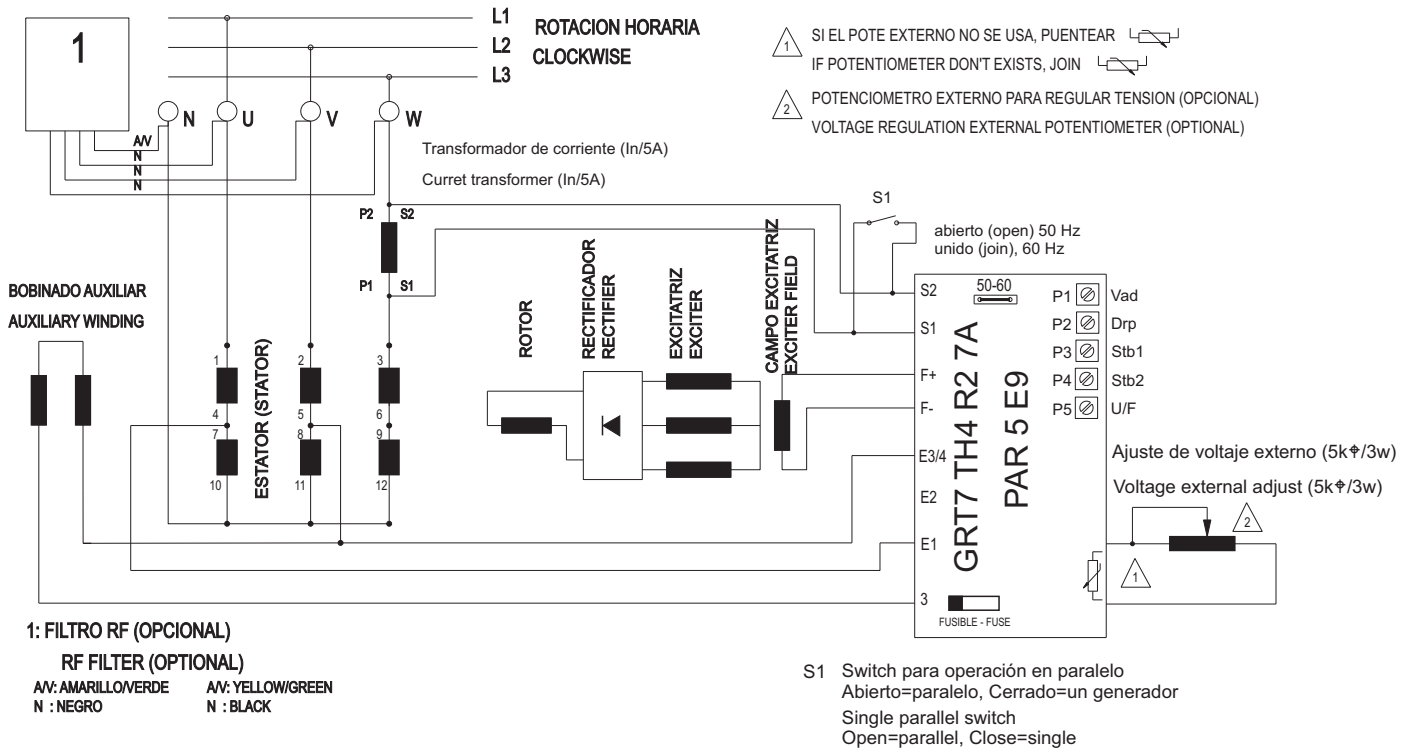 1
L1
L2
L3
ROTACION HORARIA
CLOCKWISE
1
SI EL POTE EXTERNO NO SE USA, PUENTEAR
IF POTENTIOMETER DON'T EXISTS, JOIN
2
POTENCIOMETRO EXTERNO PARA REGULAR TENSION (OPCIONAL)
VOLTAGE REGULATION EXTERNAL POTENTIOMETER (OPTIONAL)
N
U
V
W
A/V
N
N
N
Transformador de corriente (In/5A)
Curret transformer (In/5A)
P2 S2
P1 S1
S1
abierto (open) 50 Hz
unido (join), 60 Hz
BOBINADO AUXILIAR
AUXILIARY WINDING
1
4
7
10
ESTATOR (STATOR)
2
5
8
11
3
6
9
12
ROTOR
RECTIFICADOR
RECTIFIER
EXCITATRIZ
EXCITER
CAMPO EXCITATRIZ
EXCITER FIELD
S2
S1
F+
F-
E3/4
E2
E1
3
50-60
GRT7 TH4 R2 7A
PAR 5 E9
P1 Vad
P2 Drp
P3 Stb1
P4 Stb2
P5 U/F
FUSIBLE - FUSE
Ajuste de voltaje externo (5k⌖/3w)
Voltage external adjust (5k⌖/3w)
2
1
1: FILTRO RF (OPCIONAL)
RF FILTER (OPTIONAL)
A/V: AMARILLO/VERDE A/V: YELLOW/GREEN
N : NEGRO N : BLACK
S1 Switch para operación en paralelo
Abierto=paralelo, Cerrado=un generador
Single parallel switch
Open=parallel, Close=single